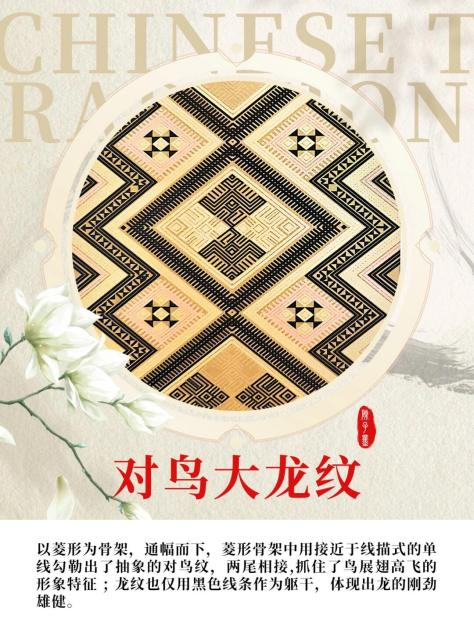 CHINESE T
RADITION
陳子墨
对鸟大龙纹
以菱形为骨架，通幅而下，菱形骨架中用接近于线描式的单
线勾勒出了抽象的对鸟纹，两尾相接,抓住了鸟展翅高飞的
形象特征；龙纹也仅用黑色线条作为躯干，体现出龙的刚劲
雄健。